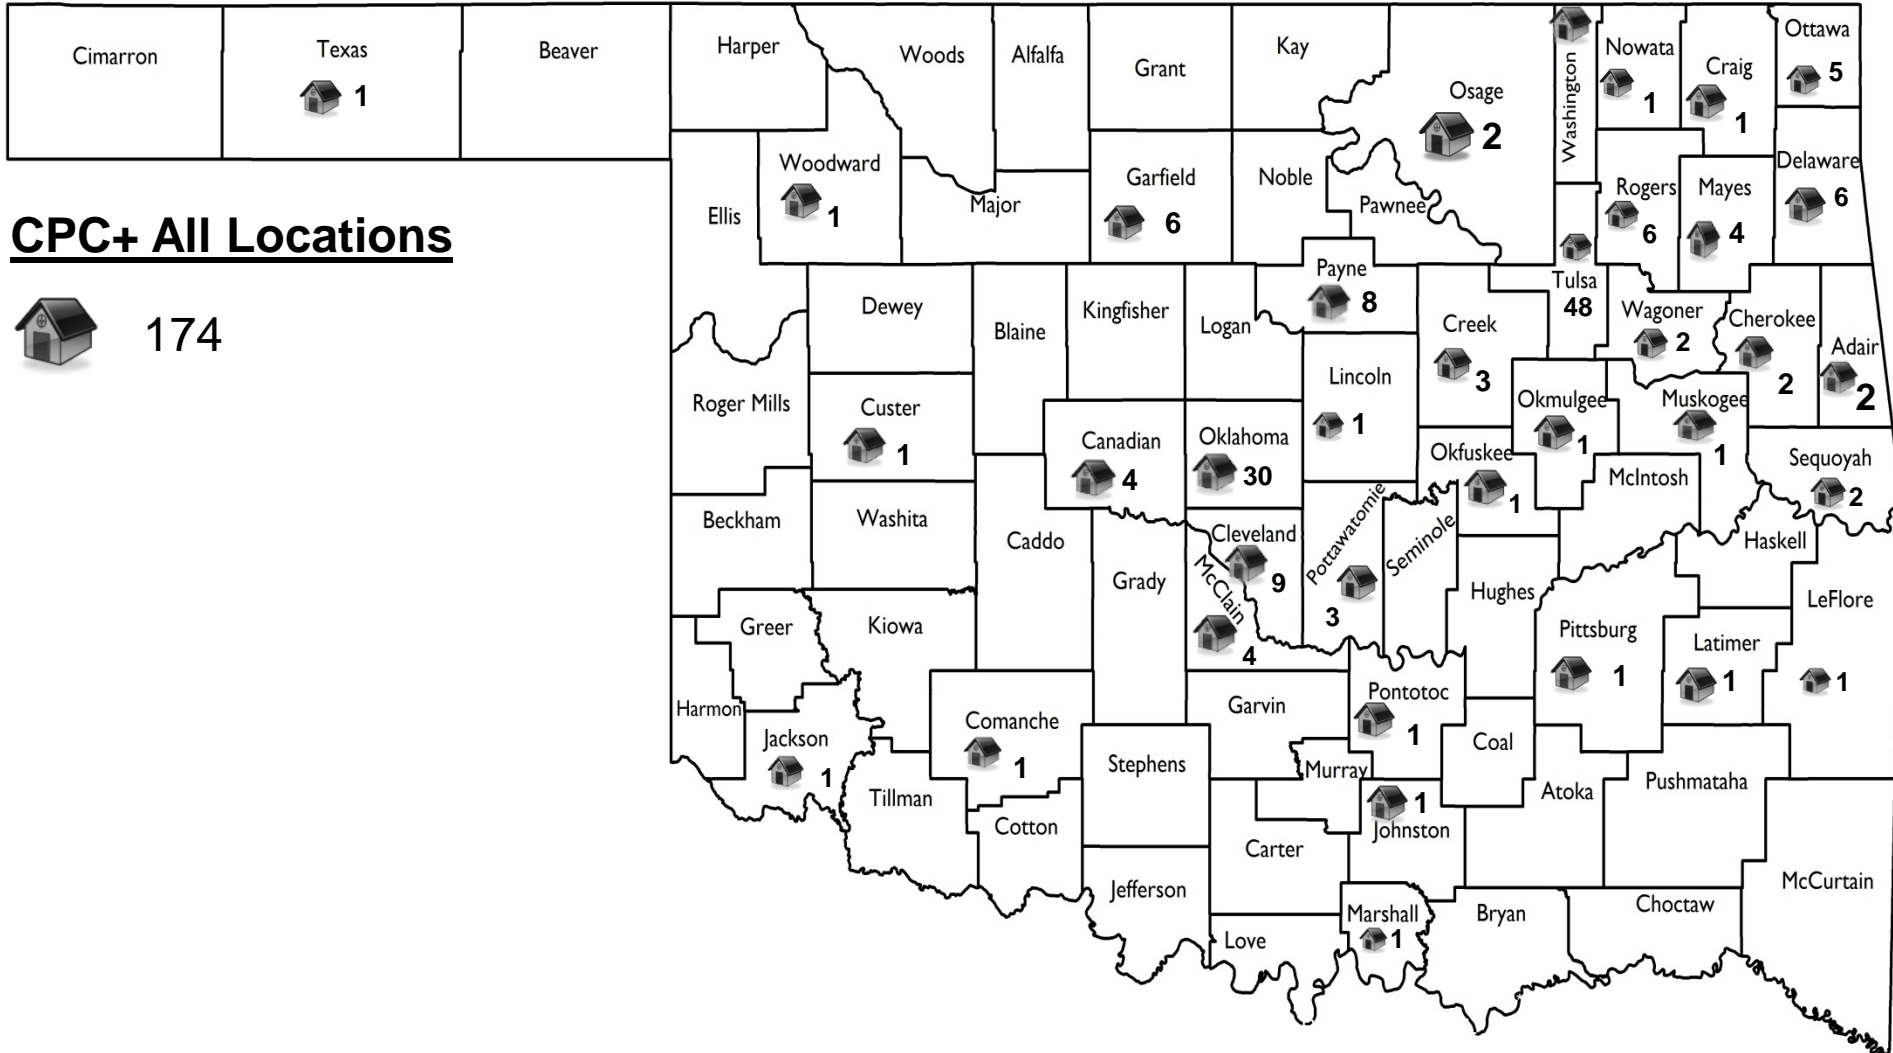 Cimarron
Texas
1
Beaver
Harper
Woods
Alfalfa
Grant
Kay
Osage
2
Washington
Nowata
1
Craig
1
Ottawa
5
Woodward
1
Ellis
Major
Garfield
6
Noble
Pawnee
Rogers
6
Mayes
4
Delaware
6
CPC+ All Locations
174
Dewey
Blaine
Kingfisher
Logan
Payne
8
Creek
3
Tulsa
48
Wagoner
2
Cherokee
2
Adair
2
Roger Mills
Custer
1
Canadian
4
Oklahoma
30
Lincoln
1
Okmulgee
1
Muskogee
1
Okfuskee
1
McIntosh
Sequoyah
2
Beckham
Washita
Caddo
Grady
Cleveland
9
McClain
4
Pottawatomie
3
Seminole
Hughes
Haskell
LeFlore
1
Greer
Kiowa
Pittsburg
1
Latimer
1
Harmon
Jackson
1
Comanche
1
Stephens
Garvin
Pontotoc
1
Coal
Murray
Tillman
Cotton
Carter
1
Johnston
Atoka
Pushmataha
McCurtain
Jefferson
Love
Marshall
1
Bryan
Choctaw